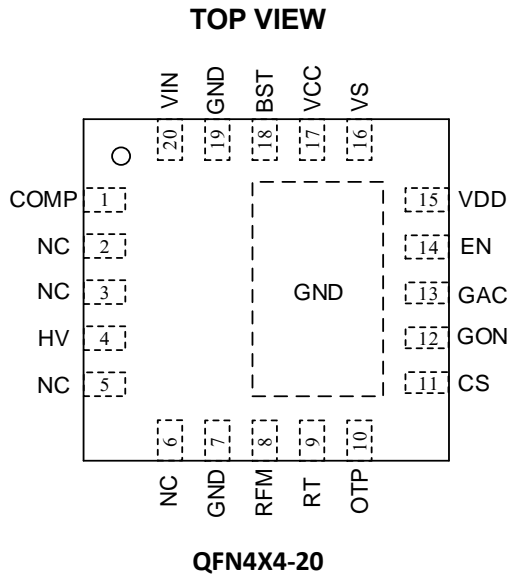 TOP VIEW
VIN GND BST VCC VS
20 19 18 17 16
COMP 1 15 VDD
NC 2 14 EN
NC 3 GND 13 GAC
HV 4 12 GON
NC 5 11 CS
6 7 8 9 10
NC GND RFM RT OTP
QFN4X4-20